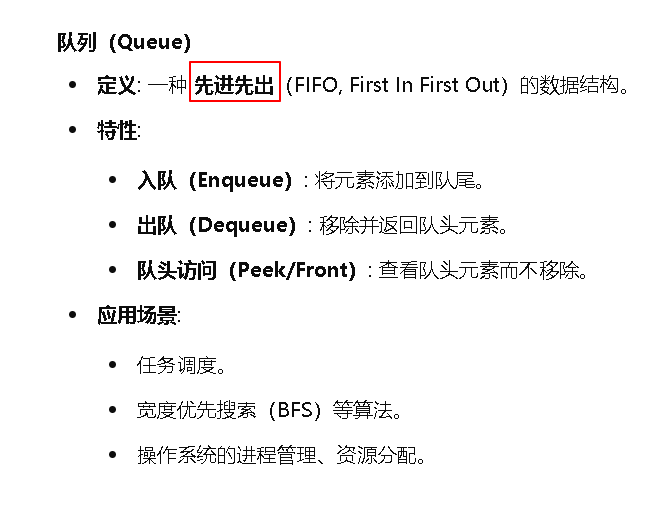 队列（Queue）
定义: 一种 先进先出（FIFO, First In First Out）的数据结构。
特性:
入队（Enqueue）: 将元素添加到队尾。
出队（Dequeue）: 移除并返回队头元素。
队头访问（Peek/Front）: 查看队头元素而不移除。
应用场景:
任务调度。
宽度优先搜索（BFS）等算法。
操作系统的进程管理、资源分配。